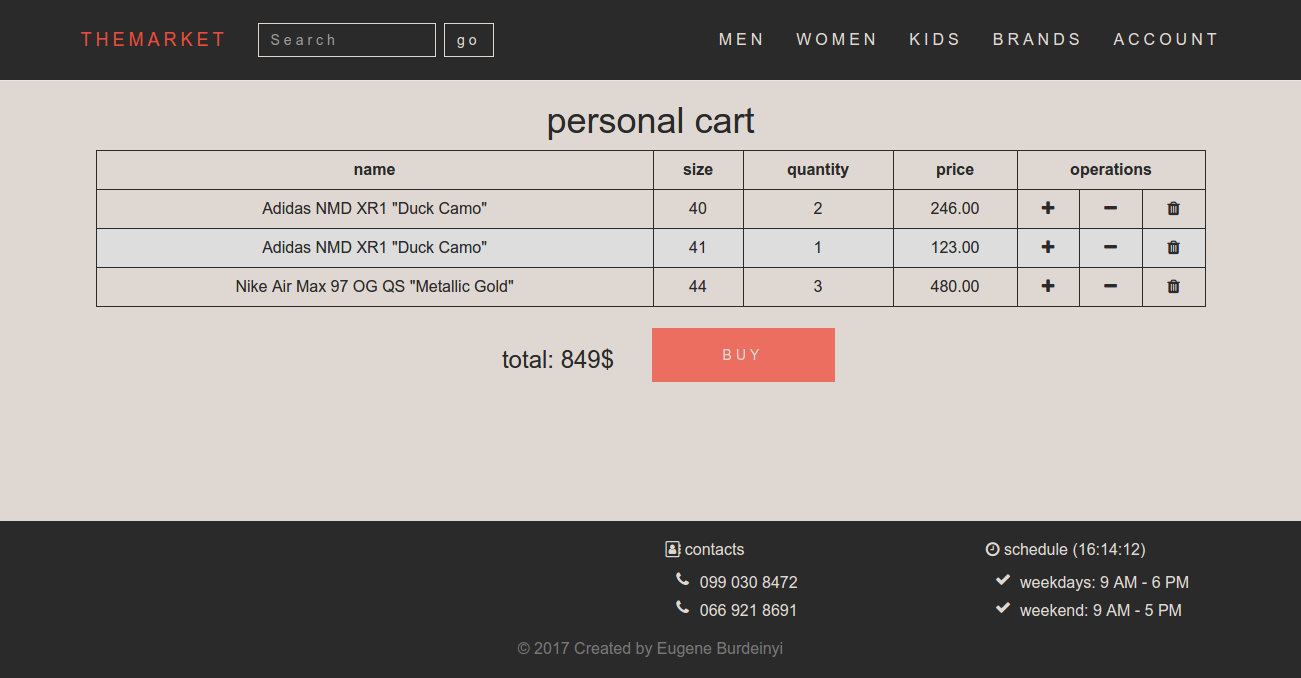 THEMARKET Search go MEN WOMEN KIDS BRANDS ACCOUNT
personal cart
name size quantity price operations
Adidas NMD XR1 "Duck Camo" 40 2 246.00
Adidas NMD XR1 "Duck Camo" 41 1 123.00
Nike Air Max 97 OG QS "Metallic Gold" 44 3 480.00
total: 849$ BUY
contacts schedule (16:14:12)
099 030 8472 weekdays: 9 AM - 6 PM
066 921 8691 weekend: 9 AM - 5 PM
© 2017 Created by Eugene Burdeinyi